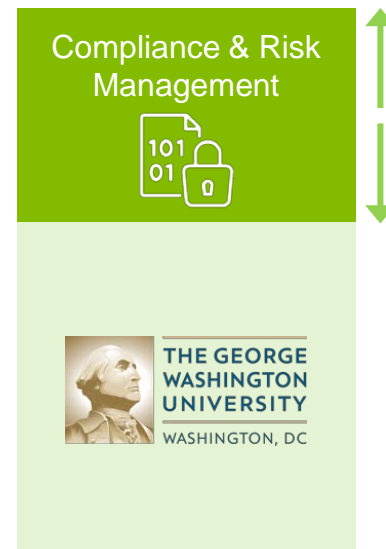 Compliance & Risk
Management
101
01
THE GEORGE
WASHINGTON
UNIVERSITY
WASHINGTON, DC